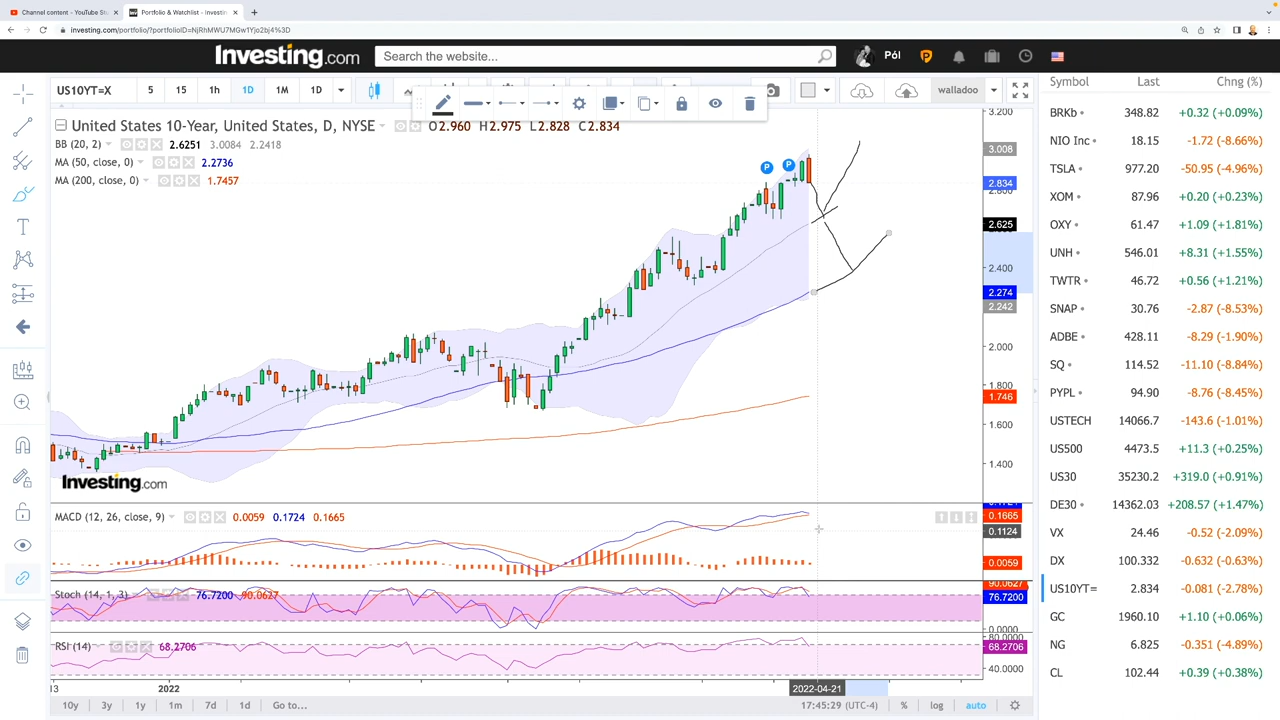 Channel content - YouTube Stu
Portfolio & Watchlist - Investin
investing.com/portfolio/?portfolioID=NjRhMWU7MGw1Yjo2bj4%3D
Investing.com
Search the website...
Pól
US10YT=X
5
15
1h
1D
1M
1D
walladoo
United States 10-Year, United States, D, NYSE
O2.960 H2.975 L2.828 C2.834
BB (20, 2)
2.6251 3.0084 2.2418
MA (50, close, 0)
2.2736
MA (200, close, 0)
1.7457
P
P
3.200
3.008
2.834
2.625
2.400
2.274
2.242
2.000
1.800
1.746
1.600
1.400
Investing.com
MACD (12, 26, close, 9)
0.0059 0.1724 0.1665
0.1665
0.1124
0.0059
Stoch (14, 1, 3)
76.7200 90.0627
90.0627
76.7200
0.0000
RSI (14)
68.2706
80.0000
68.2706
40.0000
13
2022
2022-04-21
10y
3y
1y
1m
7d
1d
Go to...
17:45:29 (UTC-4)
%
log
auto
Symbol Last Chng (%)
BRKb 348.82 +0.32 (+0.09%)
NIO Inc 18.15 -1.72 (-8.66%)
TSLA 977.20 -50.95 (-4.96%)
XOM 87.96 +0.20 (+0.23%)
OXY 61.47 +1.09 (+1.81%)
UNH 546.01 +8.31 (+1.55%)
TWTR 46.72 +0.56 (+1.21%)
SNAP 30.76 -2.87 (-8.53%)
ADBE 428.11 -8.29 (-1.90%)
SQ 114.52 -11.10 (-8.84%)
PYPL 94.90 -8.76 (-8.45%)
USTECH 14066.7 -143.6 (-1.01%)
US500 4473.5 +11.3 (+0.25%)
US30 35230.2 +319.0 (+0.91%)
DE30 14362.03 +208.57 (+1.47%)
VX 24.46 -0.52 (-2.09%)
DX 100.332 -0.632 (-0.63%)
US10YT= 2.834 -0.081 (-2.78%)
GC 1960.10 +1.10 (+0.06%)
NG 6.825 -0.351 (-4.89%)
CL 102.44 +0.39 (+0.38%)